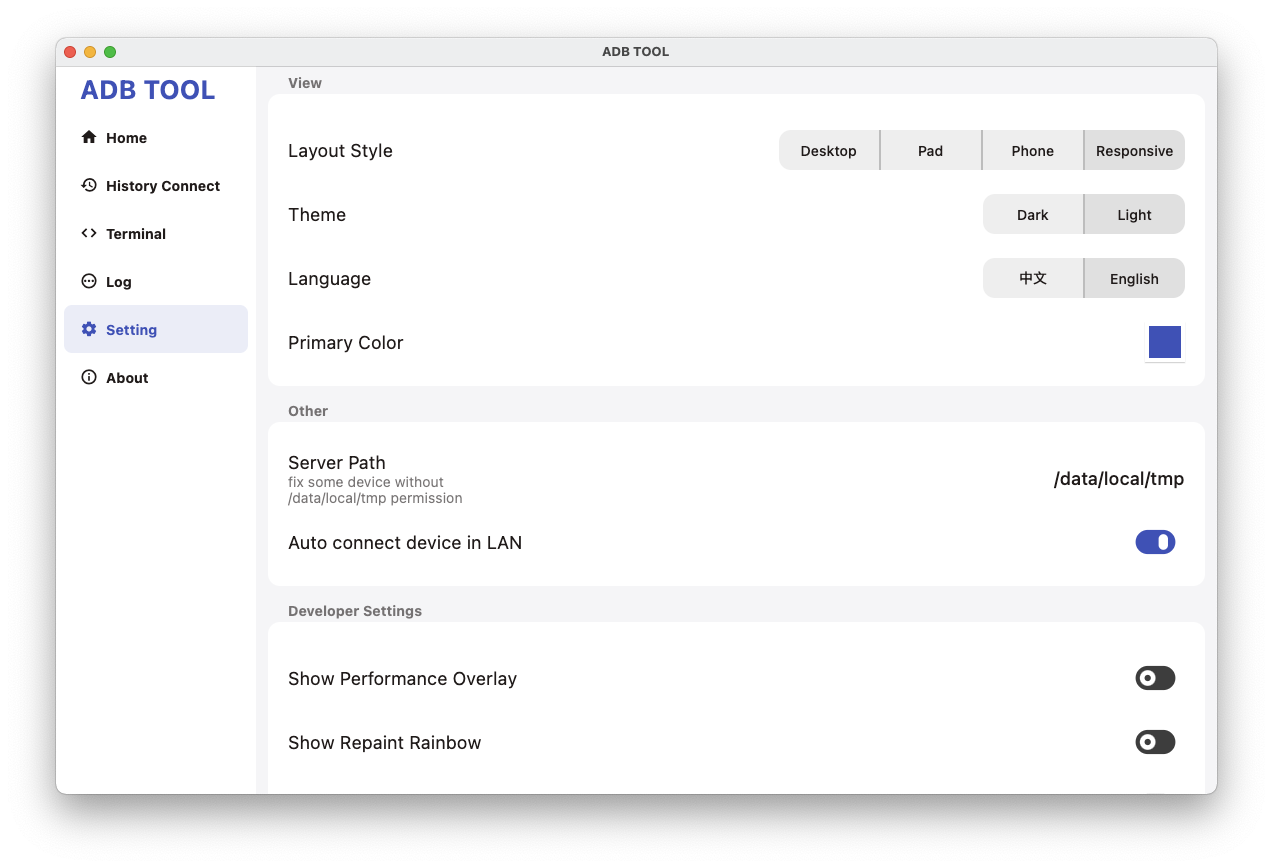 ADB TOOL
ADB TOOL
Home
History Connect
Terminal
Log
Setting
About
View
Layout Style
Desktop
Pad
Phone
Responsive
Theme
Dark
Light
Language
中文
English
Primary Color
Other
Server Path
fix some device without
/data/local/tmp permission
/data/local/tmp
Auto connect device in LAN
Developer Settings
Show Performance Overlay
Show Repaint Rainbow